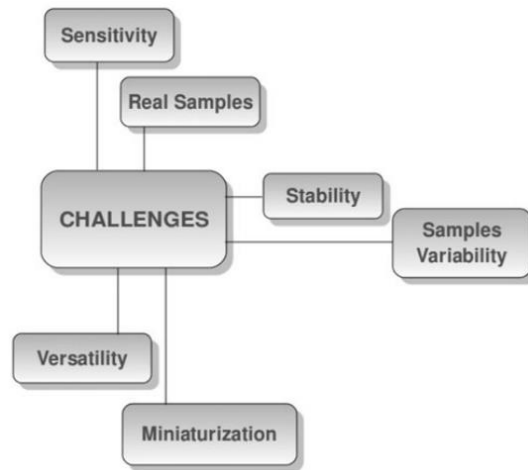 Sensitivity
Real Samples
CHALLENGES
Stability
Samples
Variability
Versatility
Miniaturization